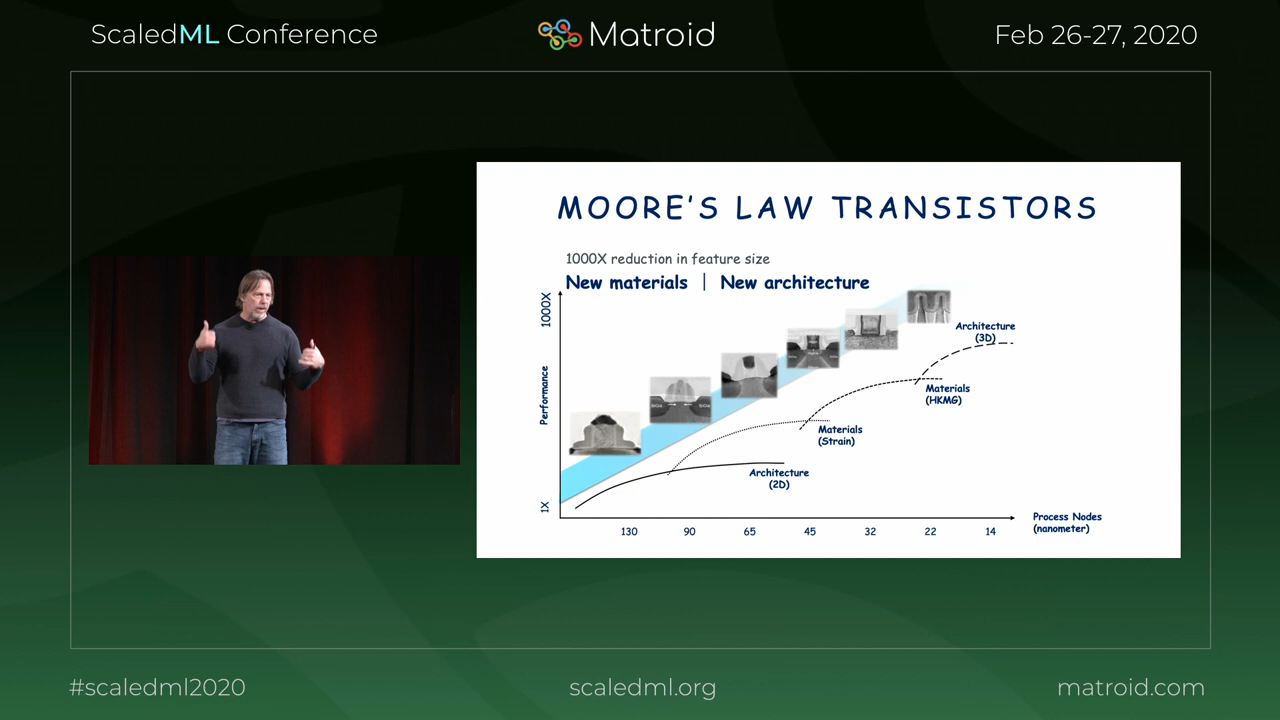 ScaledML Conference
Matroid
Feb 26-27, 2020
MOORE'S LAW TRANSISTORS
1000X reduction in feature size
New materials | New architecture
1000X
Performance
1X
Architecture
(3D)
Materials
(HKMG)
Materials
(Strain)
Architecture
(2D)
SiGe
SiGe
130 90 65 45 32 22 14
Process Nodes
(nanometer)
#scaledml2020
scaledml.org
matroid.com